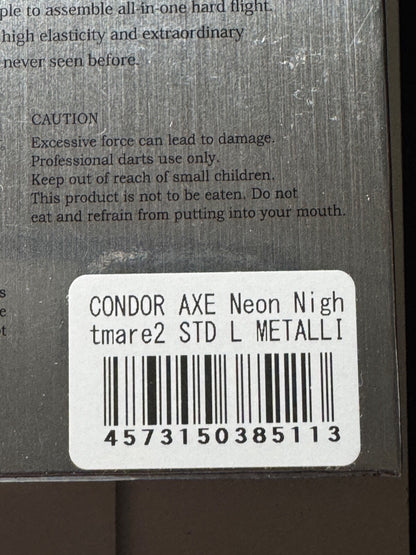 ple to assemble all-in-one hard flight.
high elasticity and extraordinary
never seen before.
CAUTION
Excessive force can lead to damage.
Professional darts use only.
Keep out of reach of small children.
This product is not to be eaten. Do not
eat and refrain from putting into your mouth.
s
e
t
CONDOR AXE Neon Nigh
tmare2 STD L METALLI
4573150385113